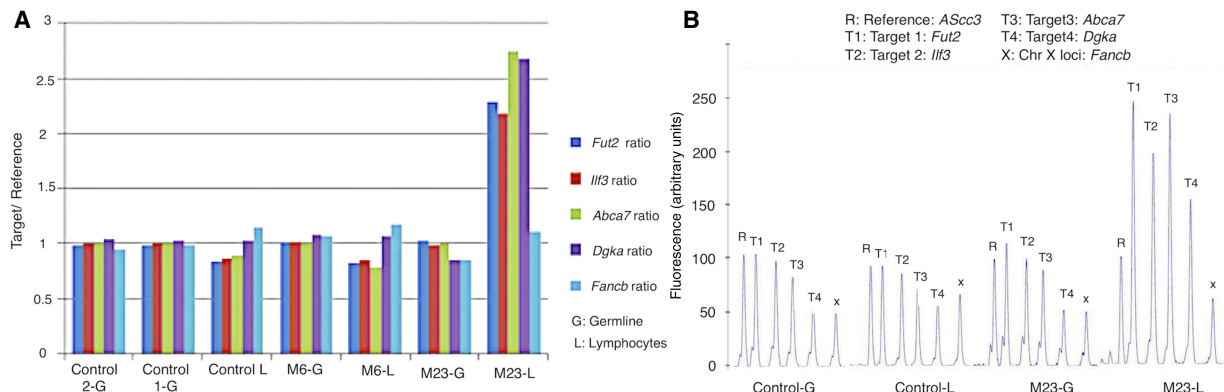 A
3
2.5
2
1.5
1
0.5
0
Target/ Reference
Control 2-G
Control 1-G
Control L
M6-G
M6-L
M23-G
M23-L
Fut2 ratio
Ilf3 ratio
Abca7 ratio
Dgka ratio
Fancb ratio
G: Germline
L: Lymphocytes
B
R: Reference: AScc3
T1: Target 1: Fut2
T2: Target 2: Ilf3
T3: Target3: Abca7
T4: Target4: Dgka
X: Chr X loci: Fancb
Fluorescence (arbitrary units)
250
200
150
100
50
0
R T1 T2 T3 T4 x
R T1 T2 T3 T4 x
R T1 T2 T3 T4 x
R T1 T2 T3 T4 x
Control-G
Control-L
M23-G
M23-L